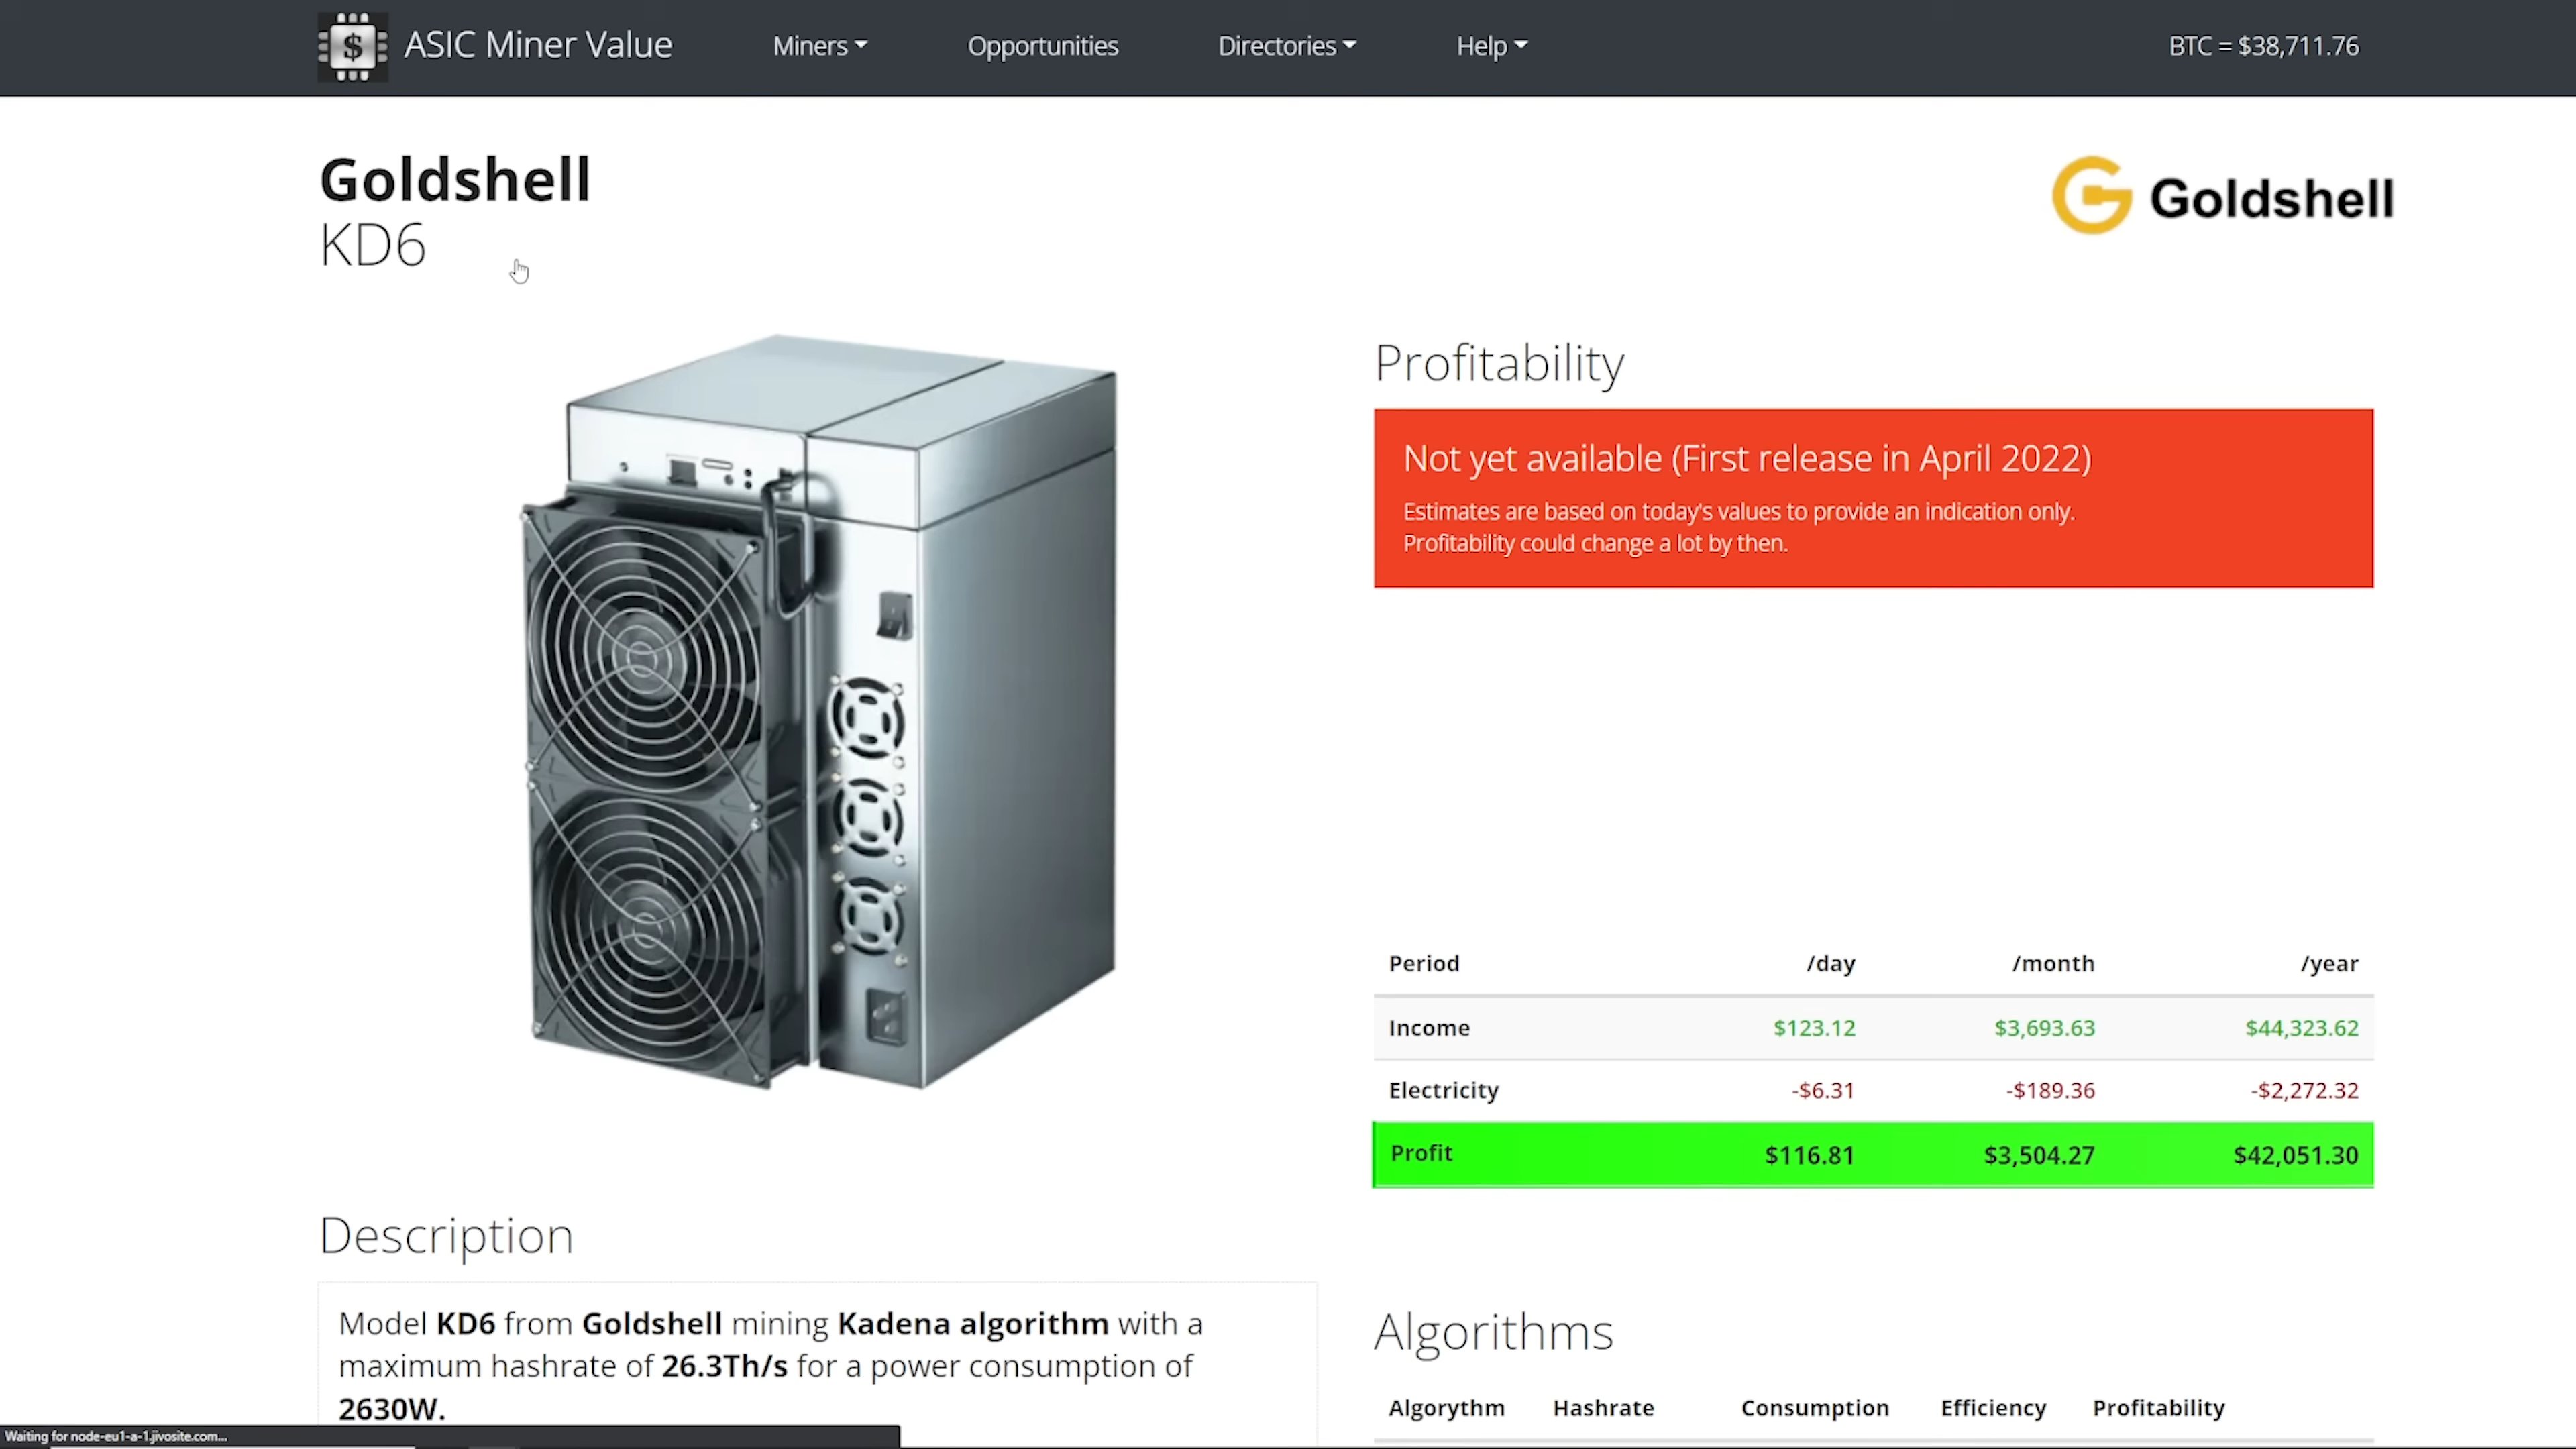 ASIC Miner Value
Miners
Opportunities
Directories
Help
BTC = $38,711.76
Goldshell
KD6
Goldshell
Profitability
Not yet available (First release in April 2022)
Estimates are based on today's values to provide an indication only.
Profitability could change a lot by then.
Period /day /month /year
Income $123.12 $3,693.63 $44,323.62
Electricity -$6.31 -$189.36 -$2,272.32
Profit $116.81 $3,504.27 $42,051.30
Description
Model KD6 from Goldshell mining Kadena algorithm with a
maximum hashrate of 26.3Th/s for a power consumption of
2630W.
Algorithms
Algorythm Hashrate Consumption Efficiency Profitability
Waiting for node-eu1-a-1.jivosite.com...